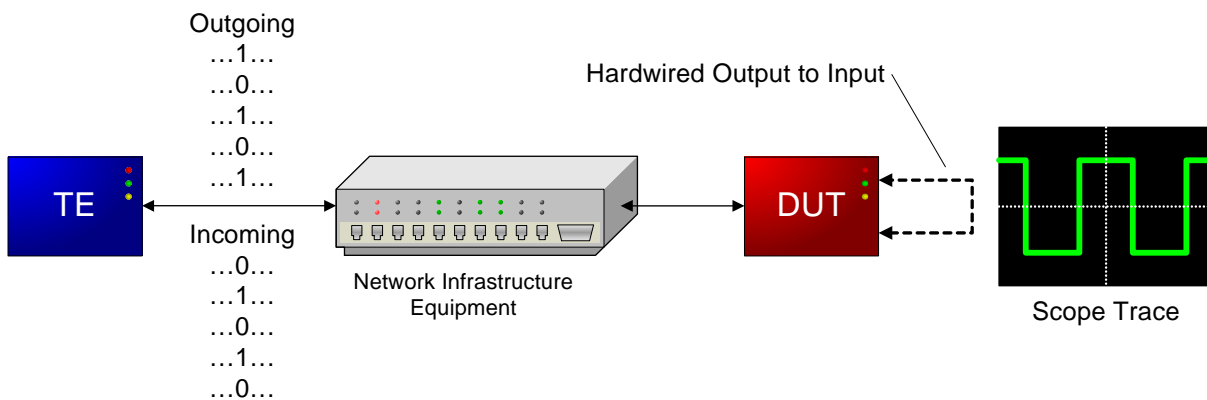 Outgoing
…1…
…0…
…1…
…0…
…1…
Hardwired Output to Input
TE
DUT
Incoming
…0…
…1…
…0…
…1…
…0…
Network Infrastructure
Equipment
Scope Trace